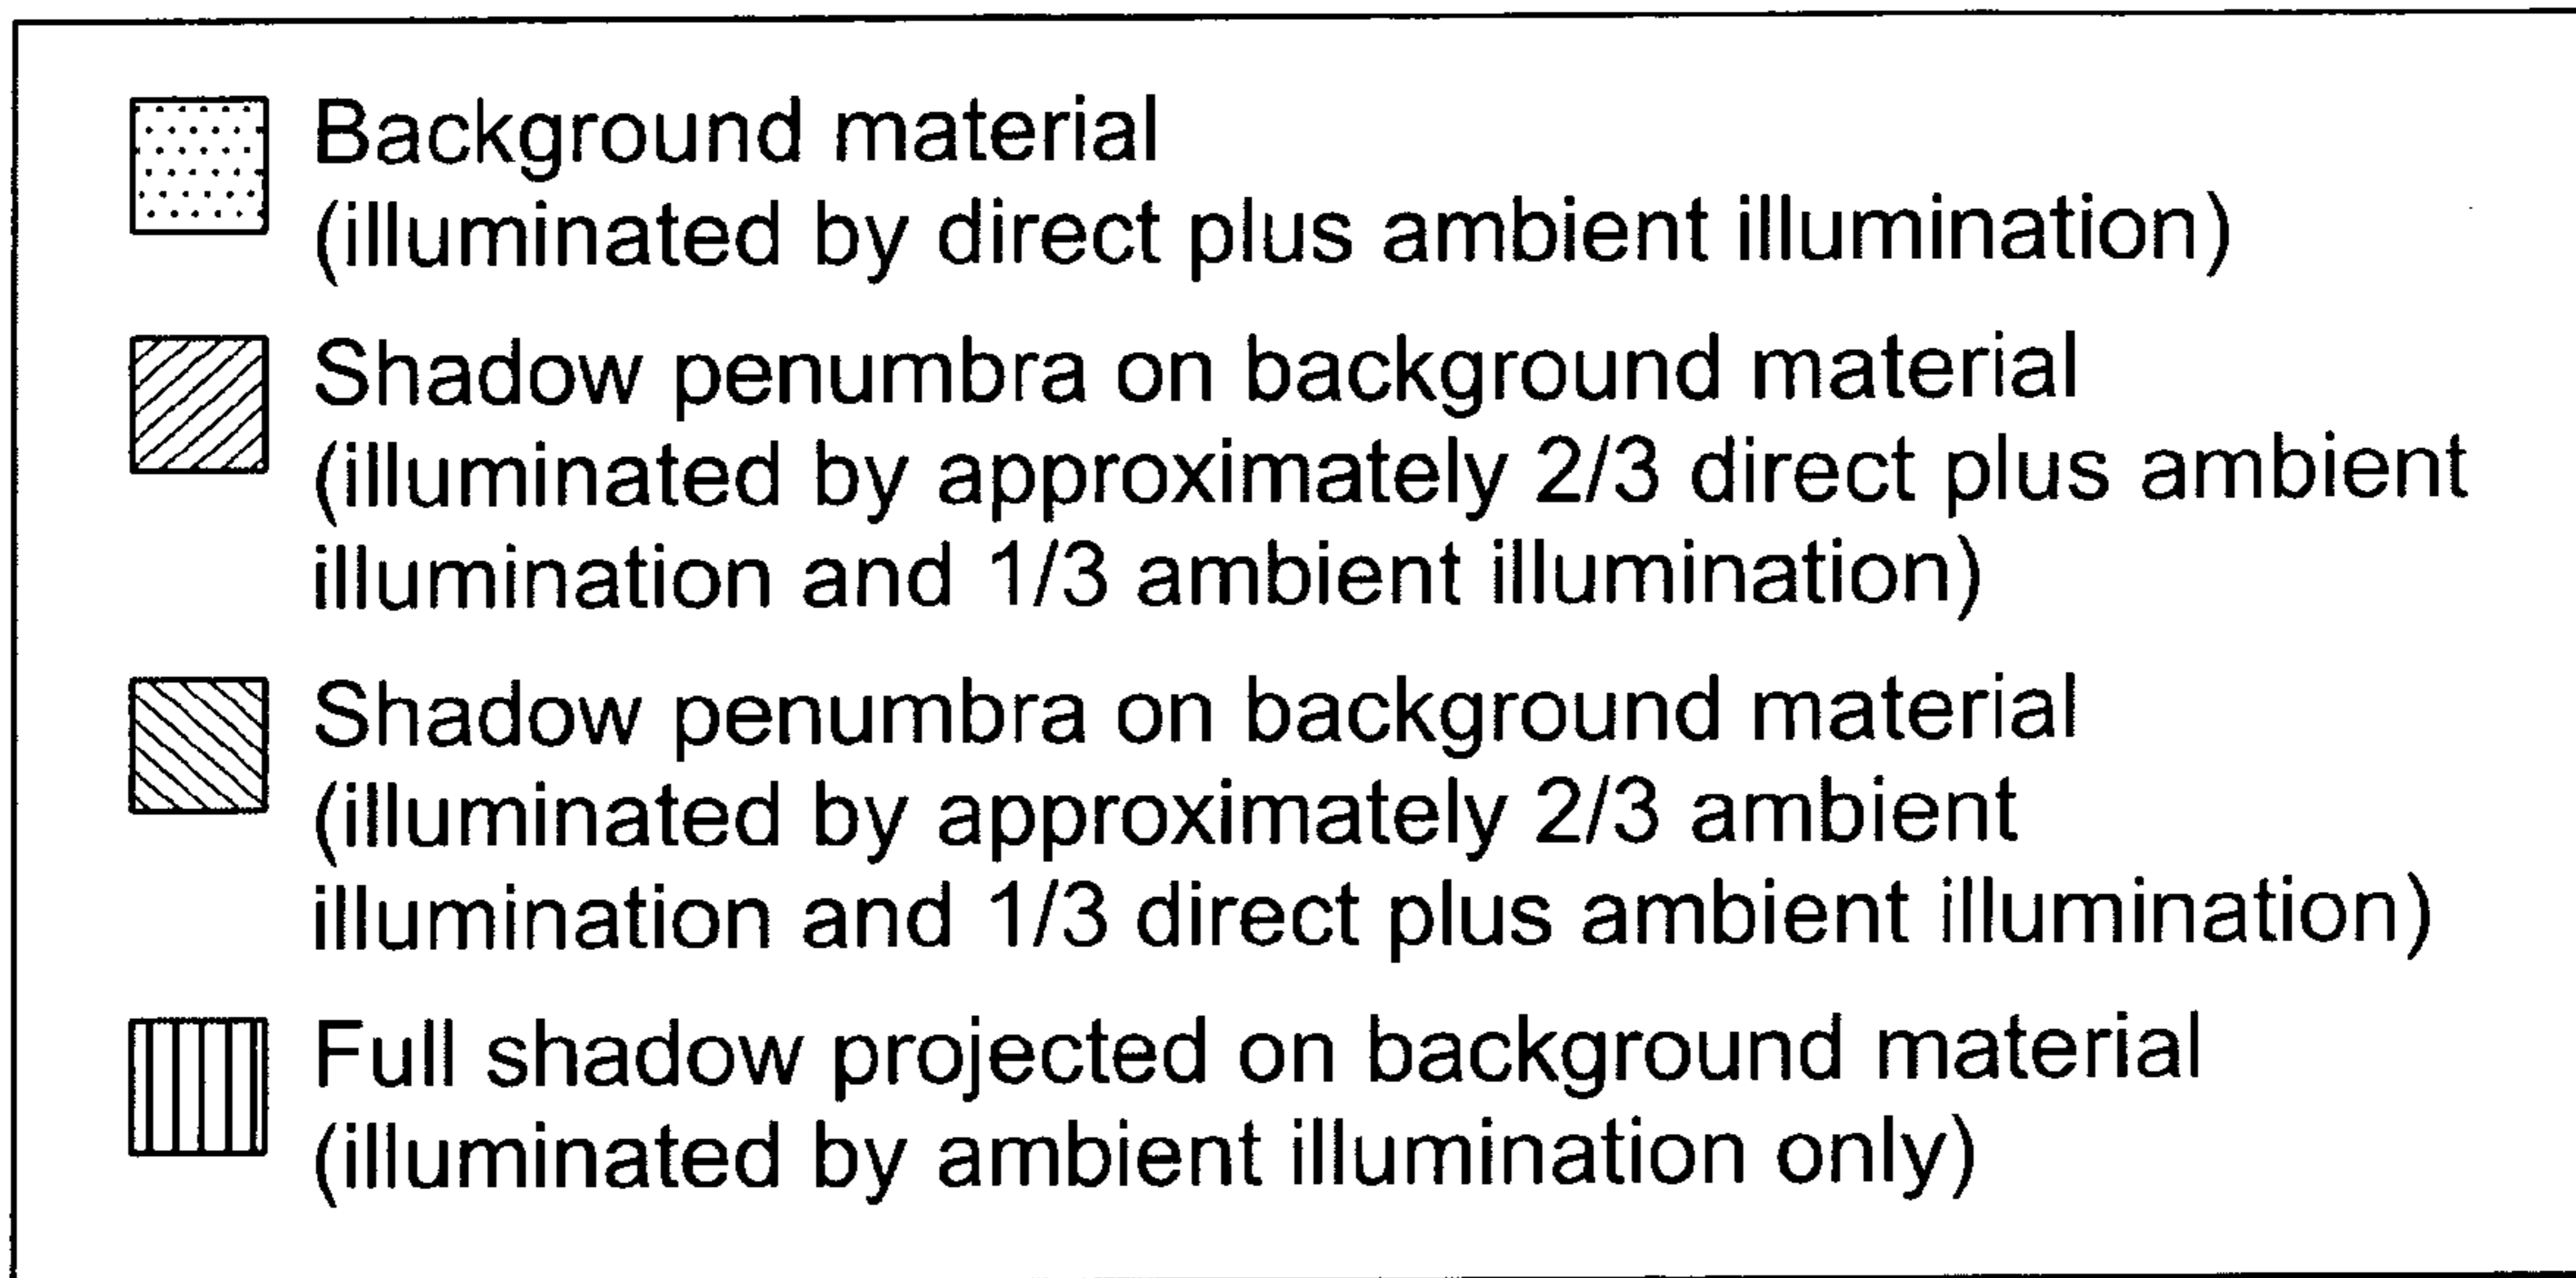 Background material
(illuminated by direct plus ambient illumination)
Shadow penumbra on background material
(illuminated by approximately 2/3 direct plus ambient
illumination and 1/3 ambient illumination)
Shadow penumbra on background material
(illuminated by approximately 2/3 ambient
illumination and 1/3 direct plus ambient illumination)
Full shadow projected on background material
(illuminated by ambient illumination only)